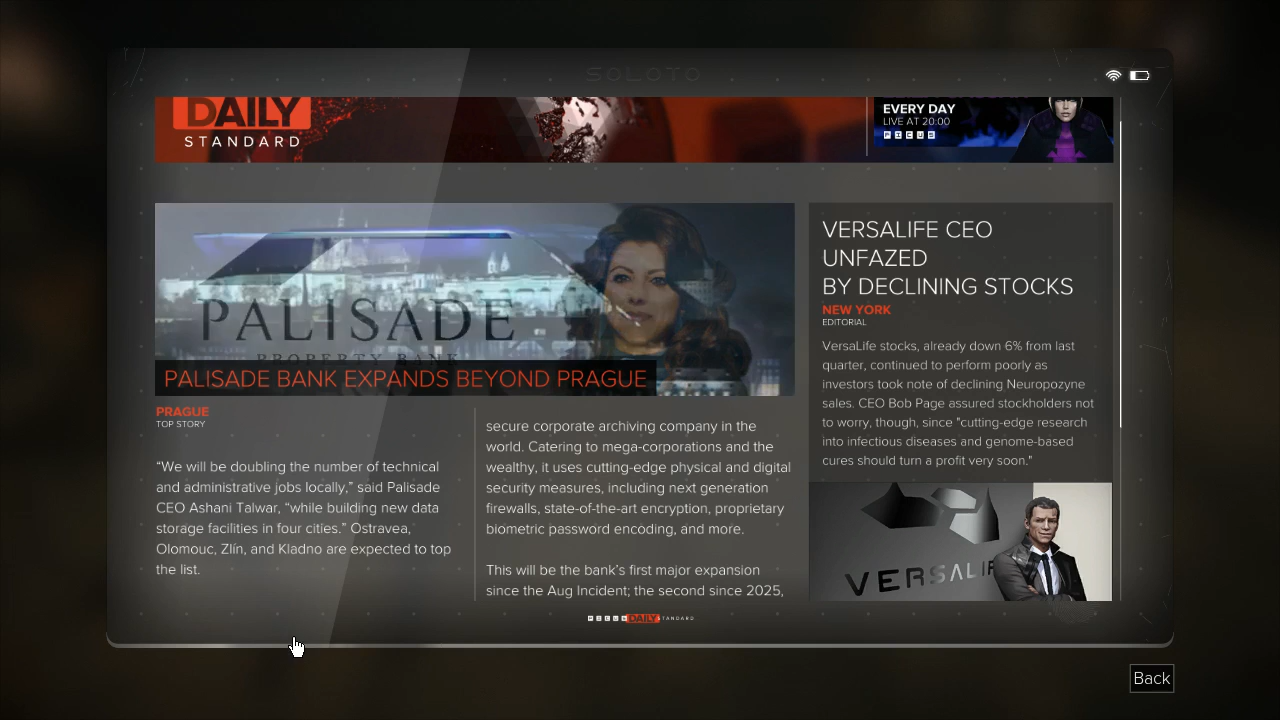 SOLOTO
DAILY
STANDARD
EVERY DAY
LIVE AT 20:00
PICUS
PALISADE
PROPERTY BANK
PALISADE BANK EXPANDS BEYOND PRAGUE
PRAGUE
TOP STORY
“We will be doubling the number of technical
and administrative jobs locally,” said Palisade
CEO Ashani Talwar, “while building new data
storage facilities in four cities.” Ostravea,
Olomouc, Zlín, and Kladno are expected to top
the list.
secure corporate archiving company in the
world. Catering to mega-corporations and the
wealthy, it uses cutting-edge physical and digital
security measures, including next generation
firewalls, state-of-the-art encryption, proprietary
biometric password encoding, and more.
This will be the bank’s first major expansion
since the Aug Incident; the second since 2025,
VERSALIFE CEO
UNFAZED
BY DECLINING STOCKS
NEW YORK
EDITORIAL
VersaLife stocks, already down 6% from last
quarter, continued to perform poorly as
investors took note of declining Neuropozyne
sales. CEO Bob Page assured stockholders not
to worry, though, since "cutting-edge research
into infectious diseases and genome-based
cures should turn a profit very soon."
VERSALIF
PICUS DAILY STANDARD
Back